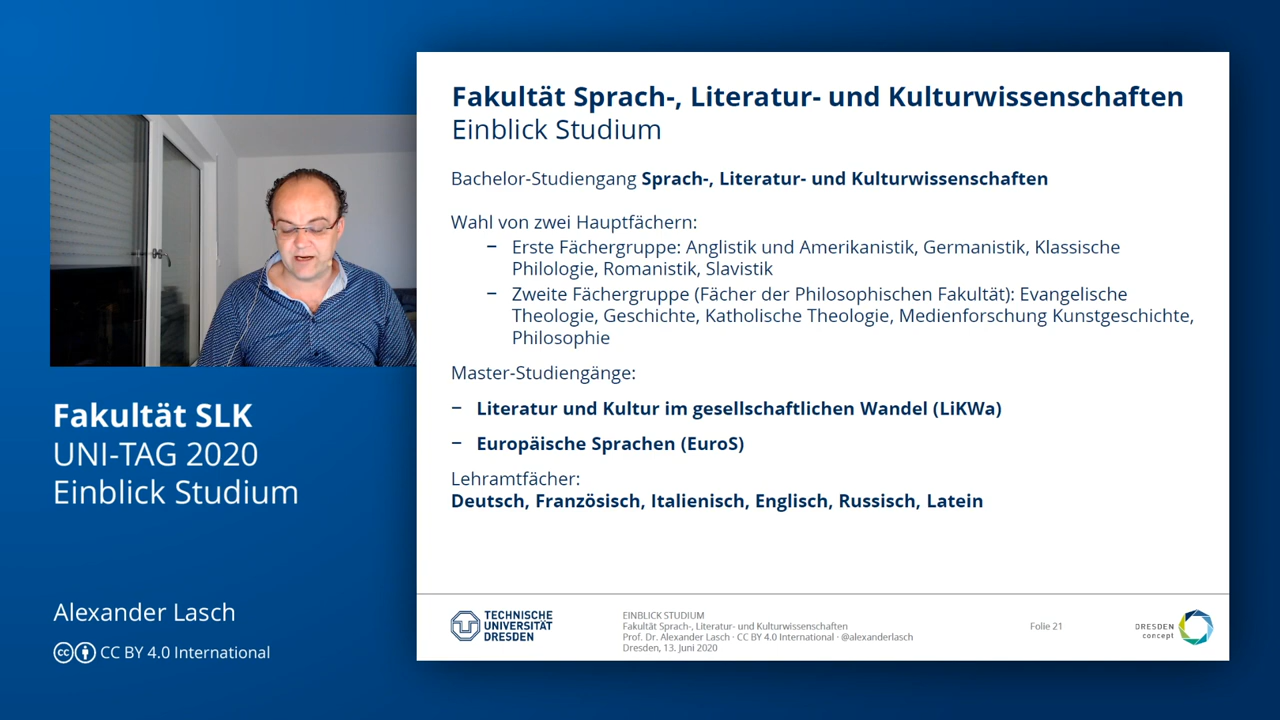 Fakultät Sprach-, Literatur- und Kulturwissenschaften
Einblick Studium
Bachelor-Studiengang Sprach-, Literatur- und Kulturwissenschaften
Wahl von zwei Hauptfächern:
– Erste Fächergruppe: Anglistik und Amerikanistik, Germanistik, Klassische
Philologie, Romanistik, Slavistik
– Zweite Fächergruppe (Fächer der Philosophischen Fakultät): Evangelische
Theologie, Geschichte, Katholische Theologie, Medienforschung Kunstgeschichte,
Philosophie
Master-Studiengänge:
– Literatur und Kultur im gesellschaftlichen Wandel (LiKWa)
– Europäische Sprachen (EuroS)
Lehramtfächer:
Deutsch, Französisch, Italienisch, Englisch, Russisch, Latein
TECHNISCHE
UNIVERSITÄT
DRESDEN
EINBLICK STUDIUM
Fakultät Sprach-, Literatur- und Kulturwissenschaften
Prof. Dr. Alexander Lasch · CC BY 4.0 International · @alexanderlasch
Dresden, 13. Juni 2020
Folie 21
DRESDEN
concept
Fakultät SLK
UNI-TAG 2020
Einblick Studium
Alexander Lasch
cc CC BY 4.0 International